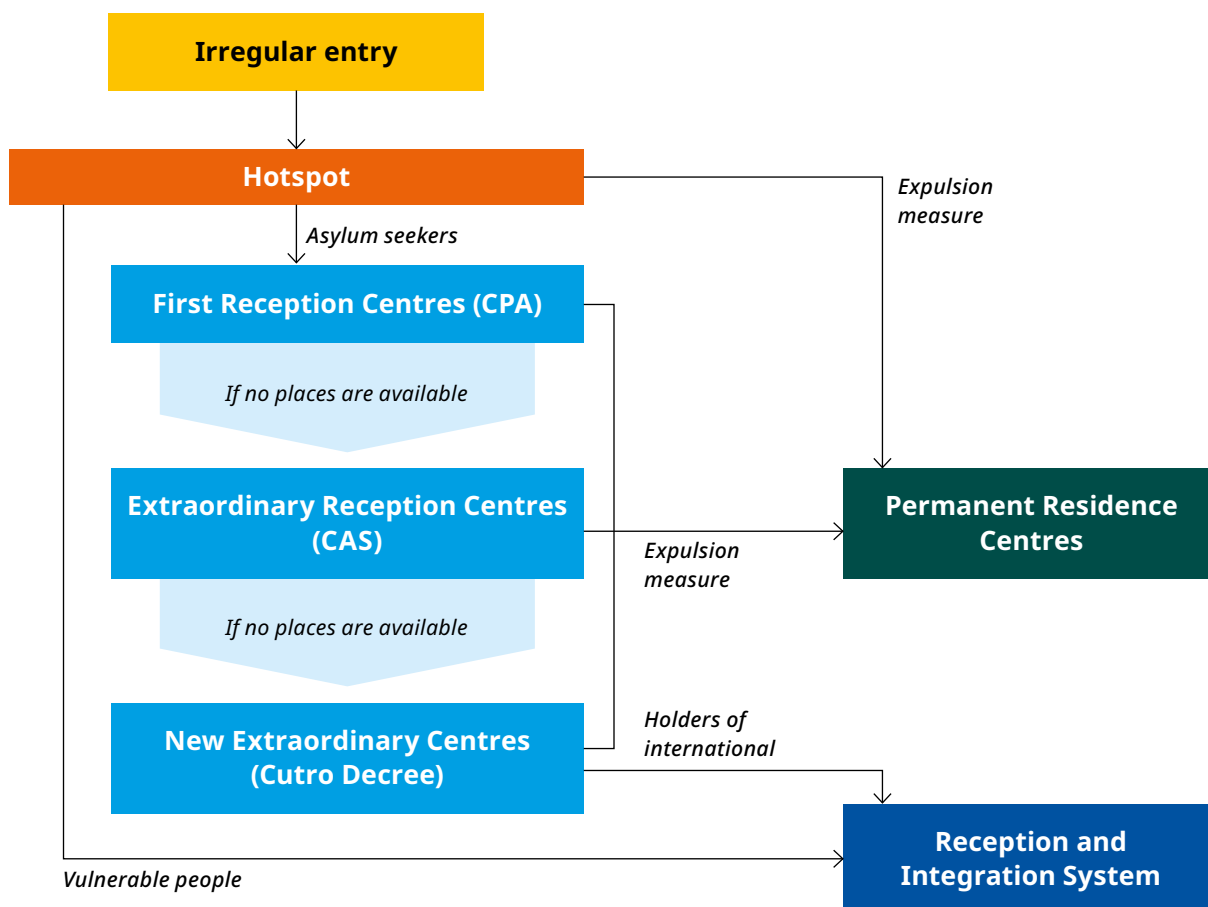 Irregular entry
Hotspot
Expulsion
measure
Asylum seekers
First Reception Centres (CPA)
If no places are available
Extraordinary Reception Centres
(CAS)
Permanent Residence
Centres
Expulsion
measure
If no places are available
New Extraordinary Centres
(Cutro Decree)
Holders of
international
Reception and
Integration System
Vulnerable people